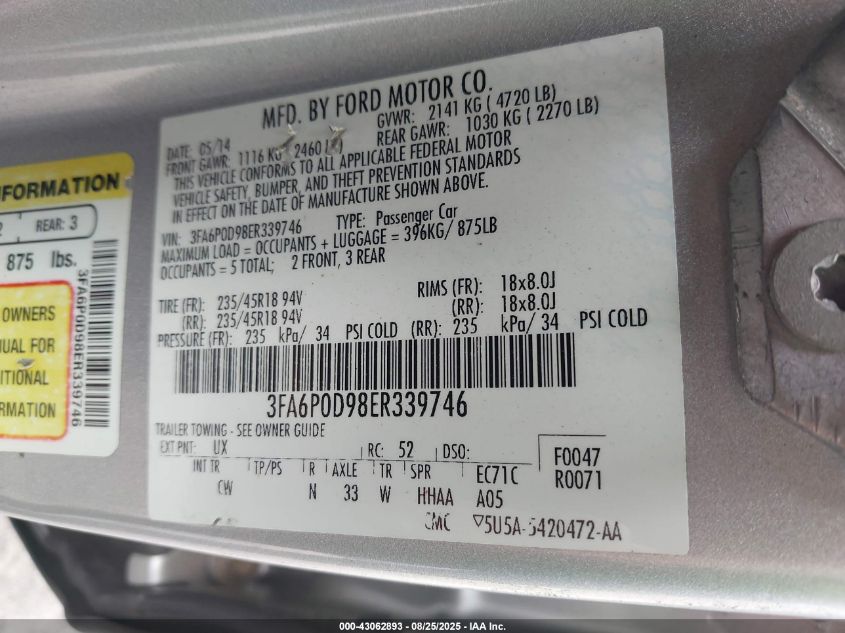 MFD. BY FORD MOTOR CO.
DATE: 05/14 GVWR: 2141 KG ( 4720 LB)
FRONT GAWR: 1116 KG 2460 REAR GAWR: 1030 KG ( 2270 LB)
THIS VEHICLE CONFORMS TO ALL APPLICABLE FEDERAL MOTOR
VEHICLE SAFETY, BUMPER, AND THEFT PREVENTION STANDARDS
IN EFFECT ON THE DATE OF MANUFACTURE SHOWN ABOVE.
VIN: 3FA6P0D98ER339746 TYPE: Passenger Car
MAXIMUM LOAD = OCCUPANTS + LUGGAGE = 396KG/ 875LB
OCCUPANTS = 5 TOTAL; 2 FRONT, 3 REAR
TIRE (FR): 235/45R18 94V RIMS (FR): 18x8.0J
(RR): 235/45R18 94V (RR): 18x8.0J
PRESSURE (FR): 235 kPa/ 34 PSI COLD (RR): 235 kPa/ 34 PSI COLD
3FA6P0D98ER339746
TRAILER TOWING - SEE OWNER GUIDE
EXT PNT: UX RC: 52 DSO: F0047
INT TR TP/PS R AXLE TR SPR EC71C R0071
CW N 33 W HHAA A05
CMC ▽5U5A-5420472-AA
INFORMATION
2 REAR: 3
875 lbs.
OWNERS
FOR
3FA6P0D98ER339746
000-43062893 - 08/25/2025 - IAA Inc.